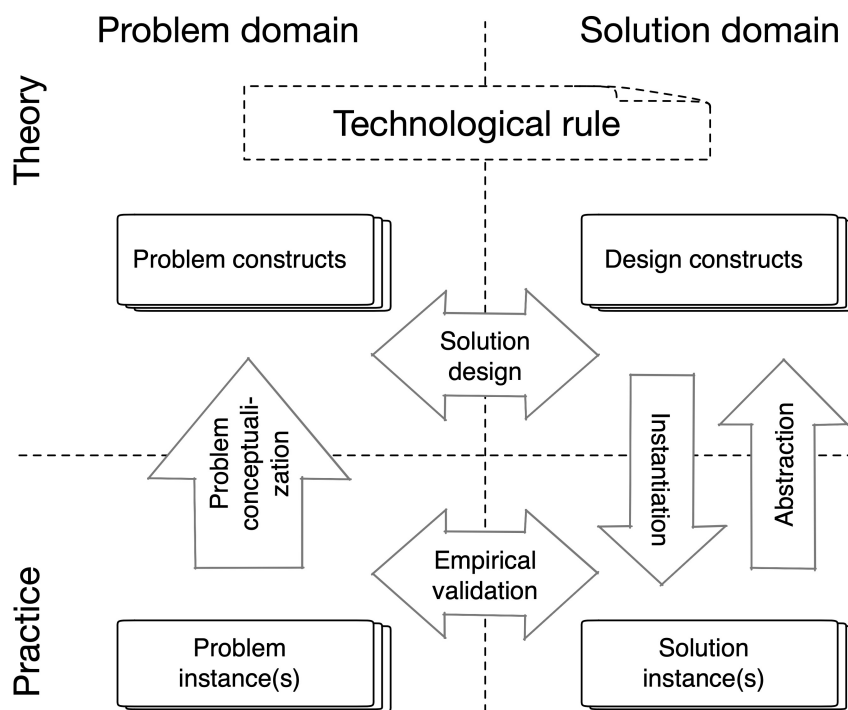 Problem domain
Solution domain
Theory
Technological rule
Problem constructs
Design constructs
Solution
design
Problem
conceptuali-
zation
Instantiation
Abstraction
Empirical
validation
Practice
Problem
instance(s)
Solution
instance(s)